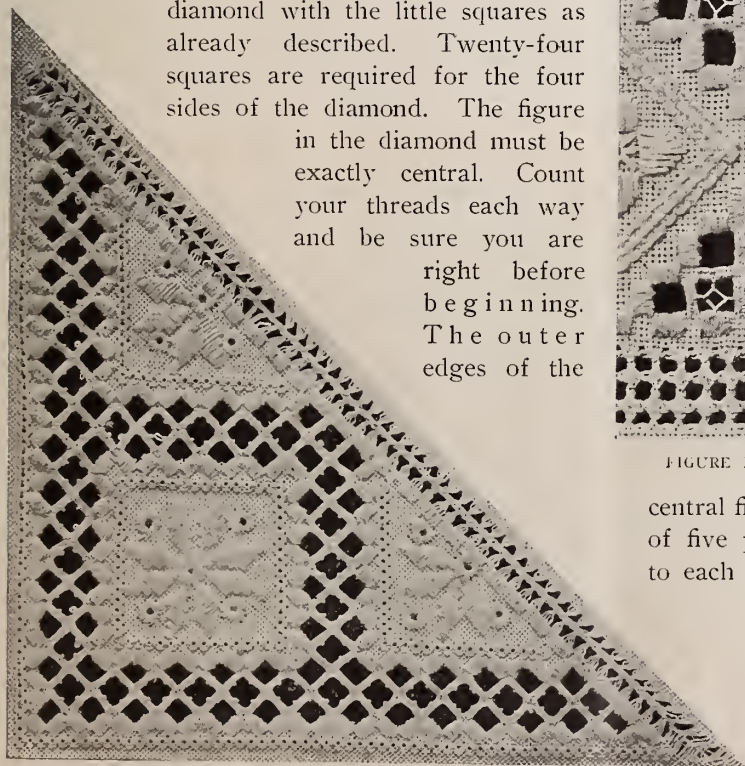 diamond with the little squares as
already described. Twenty-four
squares are required for the four
sides of the diamond. The figure
in the diamond must be
exactly central. Count
your threads each way
and be sure you are
right before
beginning.
The outer
edges of the
FIGURE
central
of five
to each